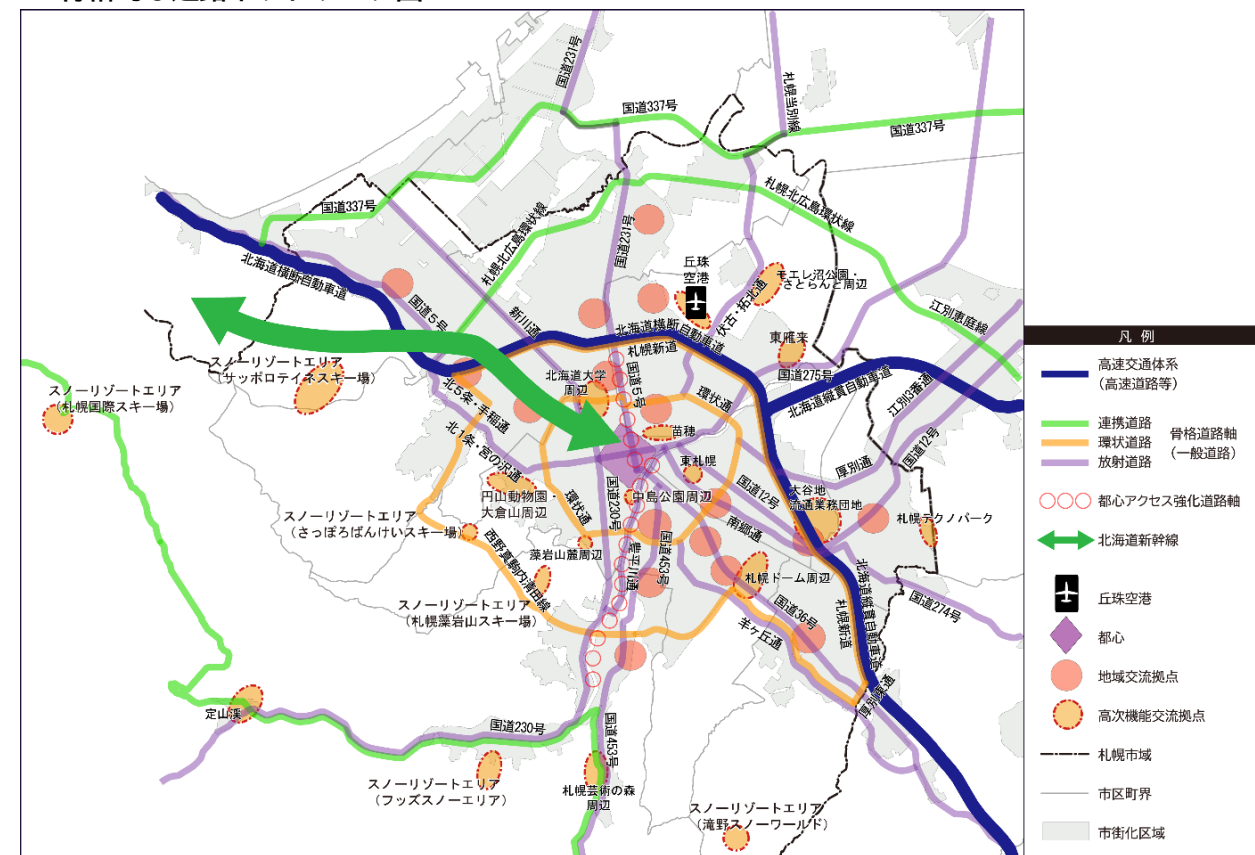 国道231号
国道337号
札幌当別線
国道337号
国道337号
札幌北広島環状線
札幌北広島環状線
国道231号
北海道横断自動車道
丘珠
空港
モエレ沼公園・
さとらんど周辺
伏古・拓北通
江別恵庭線
国道5号
新川通
北海道横断自動車道
札幌新道
東雁来
国道275号
北海道縦貫自動車道
江別3番通
スノーリゾートエリア
（サッポロテイネスキー場）
スノーリゾートエリア
（札幌国際スキー場）
北海道大学
周辺
国道5号
環状通
北5条・手稲通
北1条・宮の沢通
苗穂
東札幌
国道12号
厚別通
国道12号
円山動物園・
大倉山周辺
環状通
国道230号
中島公園周辺
大谷地
流通業務団地
札幌テクノパーク
スノーリゾートエリア
（さっぽろばんけいスキー場）
藻岩山麓周辺
西野真駒内清田線
豊平川通
国道453号
南郷通
札幌ドーム周辺
国道36号
羊ケ丘通
北海道縦貫自動車道
札幌新道
国道274号
スノーリゾートエリア
（札幌藻岩山スキー場）
厚別東通
定山渓
国道230号
国道453号
スノーリゾートエリア
（フッズスノーエリア）
札幌芸術の森
周辺
スノーリゾートエリア
（滝野スノーワールド）
凡 例
高速交通体系
（高速道路等）
連携道路
環状道路
放射道路
骨格道路軸
（一般道路）
都心アクセス強化道路軸
北海道新幹線
丘珠空港
都心
地域交流拠点
高次機能交流拠点
札幌市域
市区町界
市街化区域